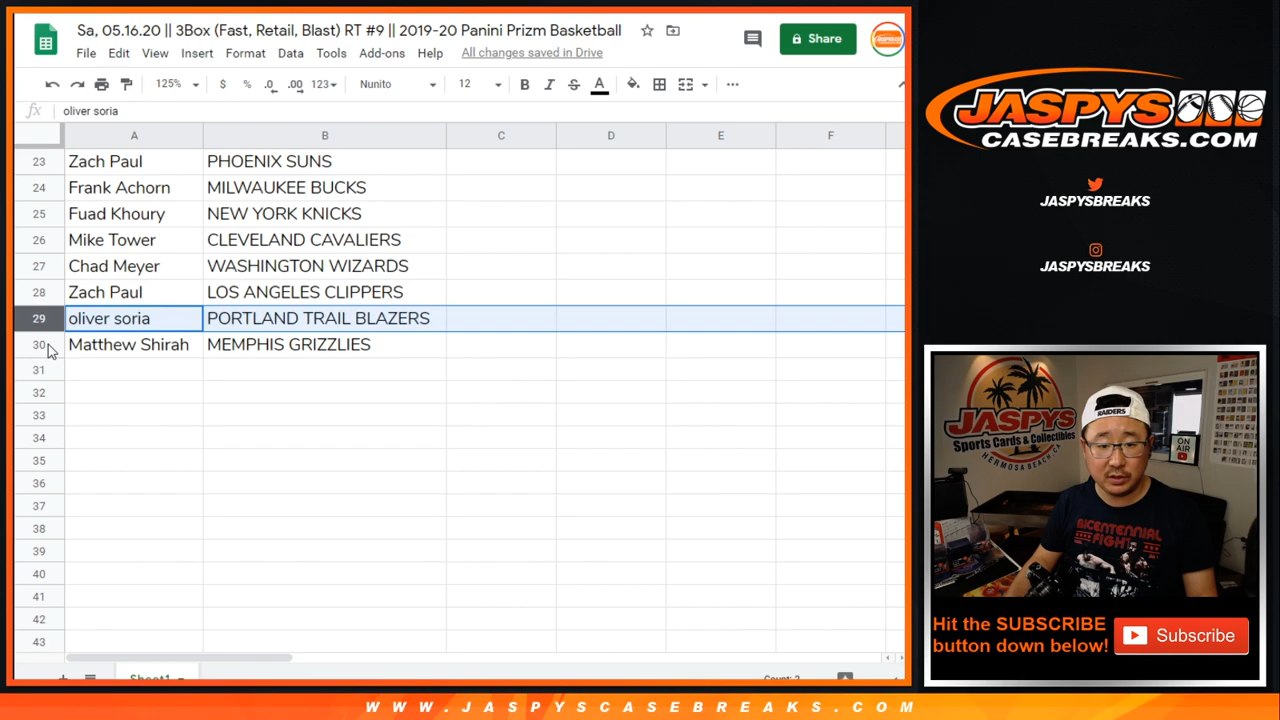 Sa, 05.16.20 || 3Box (Fast, Retail, Blast) RT #9 || 2019-20 Panini Prizm Basketball
File Edit View Insert Format Data Tools Add-ons Help All changes saved in Drive
Share
125% $ % .0 .00 123 Nunito 12 B I S A
fx oliver soria
A B C D E F
23 Zach Paul PHOENIX SUNS
24 Frank Achorn MILWAUKEE BUCKS
25 Fuad Khoury NEW YORK KNICKS
26 Mike Tower CLEVELAND CAVALIERS
27 Chad Meyer WASHINGTON WIZARDS
28 Zach Paul LOS ANGELES CLIPPERS
29 oliver soria PORTLAND TRAIL BLAZERS
30 Matthew Shirah MEMPHIS GRIZZLIES
31
32
33
34
35
36
37
38
39
40
41
42
43
Sheet1
Count: 2
JASPYS
CASEBREAKS.COM
JASPYSBREAKS
JASPYSBREAKS
JASPYS
Sports Cards & Collectibles
HERMOSA BEACH, CA
RAIDERS
ON
AIR
BICENTENNIAL
FIGHT
Hit the SUBSCRIBE
button down below!
Subscribe
WWW.JASPYSCASEBREAKS.COM